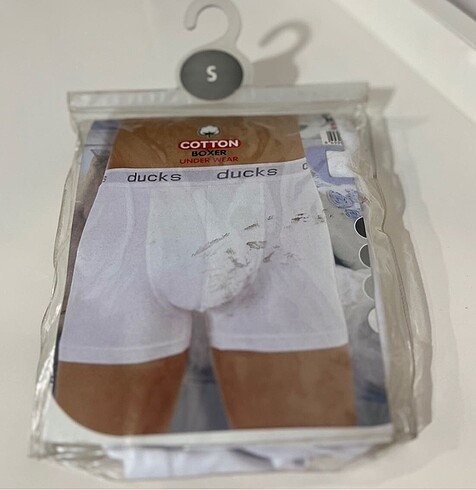 S
COTTON
BOXER
UNDER WEAR
ducks ducks